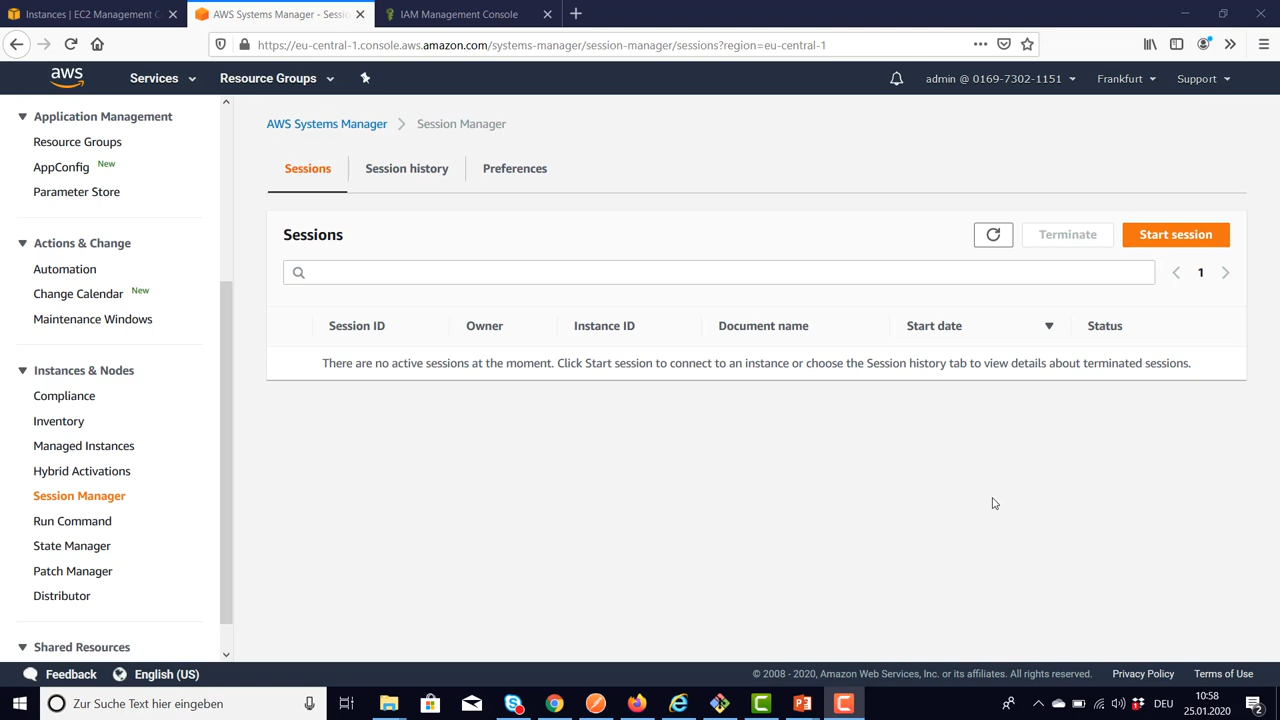 Instances | EC2 Management C
AWS Systems Manager - Sessio
IAM Management Console
https://eu-central-1.console.aws.amazon.com/systems-manager/session-manager/sessions?region=eu-central-1
aws
Services
Resource Groups
admin @ 0169-7302-1151
Frankfurt
Support
Application Management
Resource Groups
AppConfig New
Parameter Store
Actions & Change
Automation
Change Calendar New
Maintenance Windows
Instances & Nodes
Compliance
Inventory
Managed Instances
Hybrid Activations
Session Manager
Run Command
State Manager
Patch Manager
Distributor
Shared Resources
AWS Systems Manager Session Manager
Sessions Session history Preferences
Sessions
Terminate
Start session
1
Session ID Owner Instance ID Document name Start date Status
There are no active sessions at the moment. Click Start session to connect to an instance or choose the Session history tab to view details about terminated sessions.
Feedback English (US)
© 2008 - 2020, Amazon Web Services, Inc. or its affiliates. All rights reserved. Privacy Policy Terms of Use
Zur Suche Text hier eingeben
DEU
10:58
25.01.2020
2